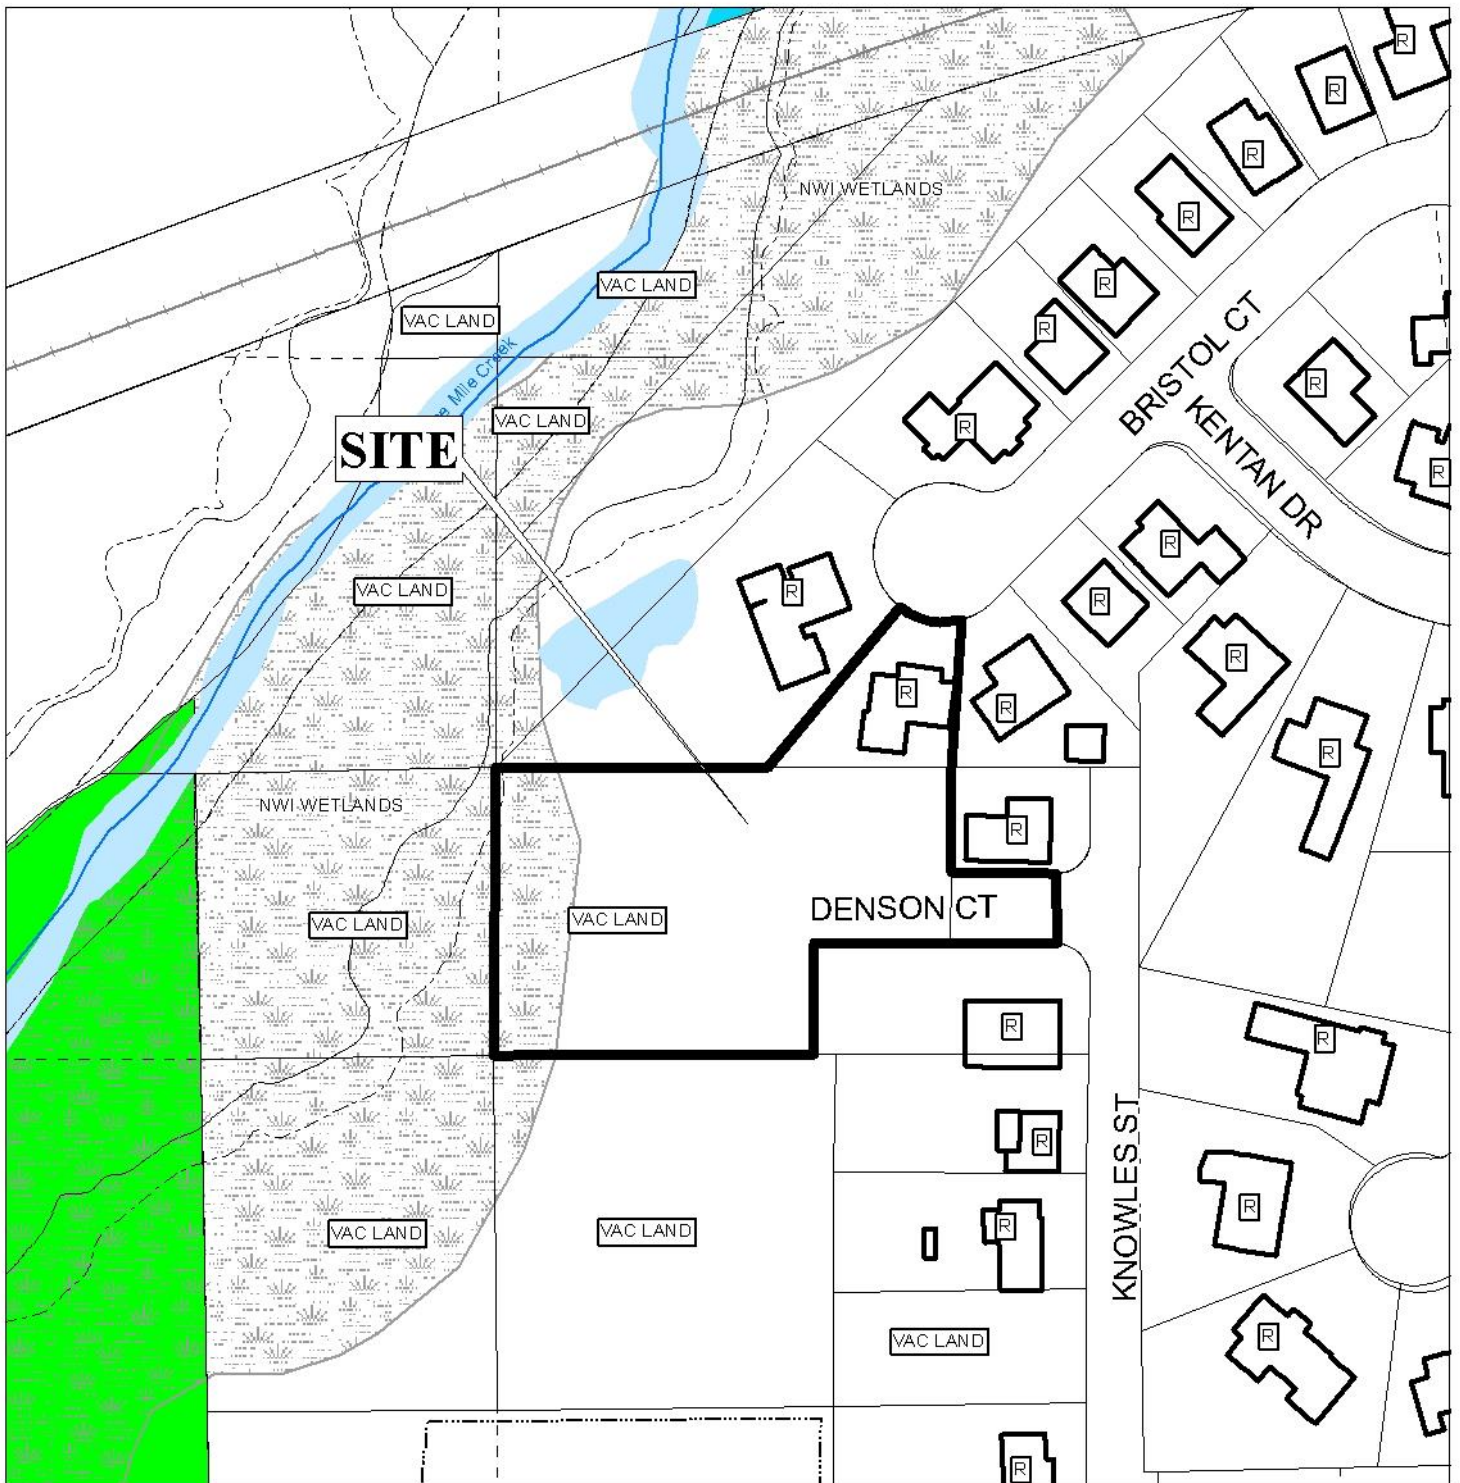 R
R
R
NWI WETLANDS
R
VAC LAND
R
VAC LAND
R
BRISTOL CT
Mile Creek
R
VAC LAND
R
KENTAN DR
SITE
R
R
VAC LAND
R
R
R
R
R
R
NWI WETLANDS
R
DENSON CT
VAC LAND
VAC LAND
R
R
R
KNOWLES ST
R
R
VAC LAND
VAC LAND
R
VAC LAND
R